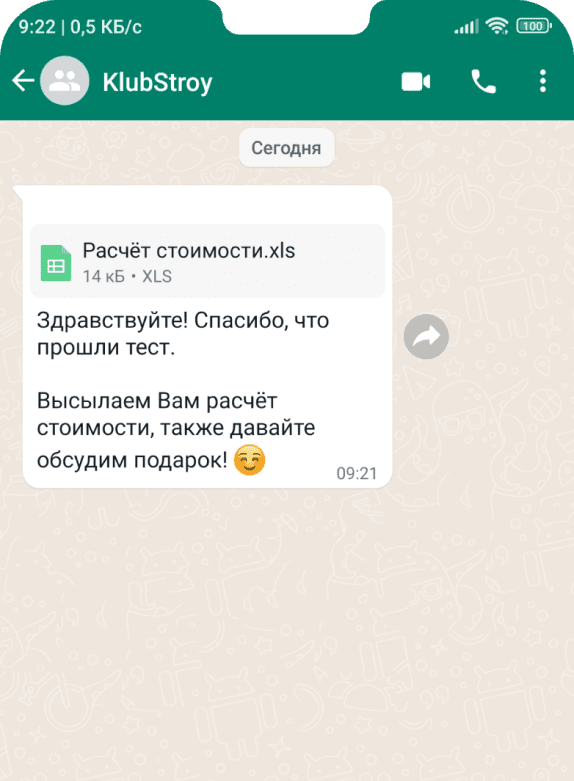 9:22 | 0,5 КБ/с
100
KlubStroy
Сегодня
Расчёт стоимости.xls
14 кБ • XLS
Здравствуйте! Спасибо, что
прошли тест.
Высылаем Вам расчёт
стоимости, также давайте
обсудим подарок! 😊
09:21